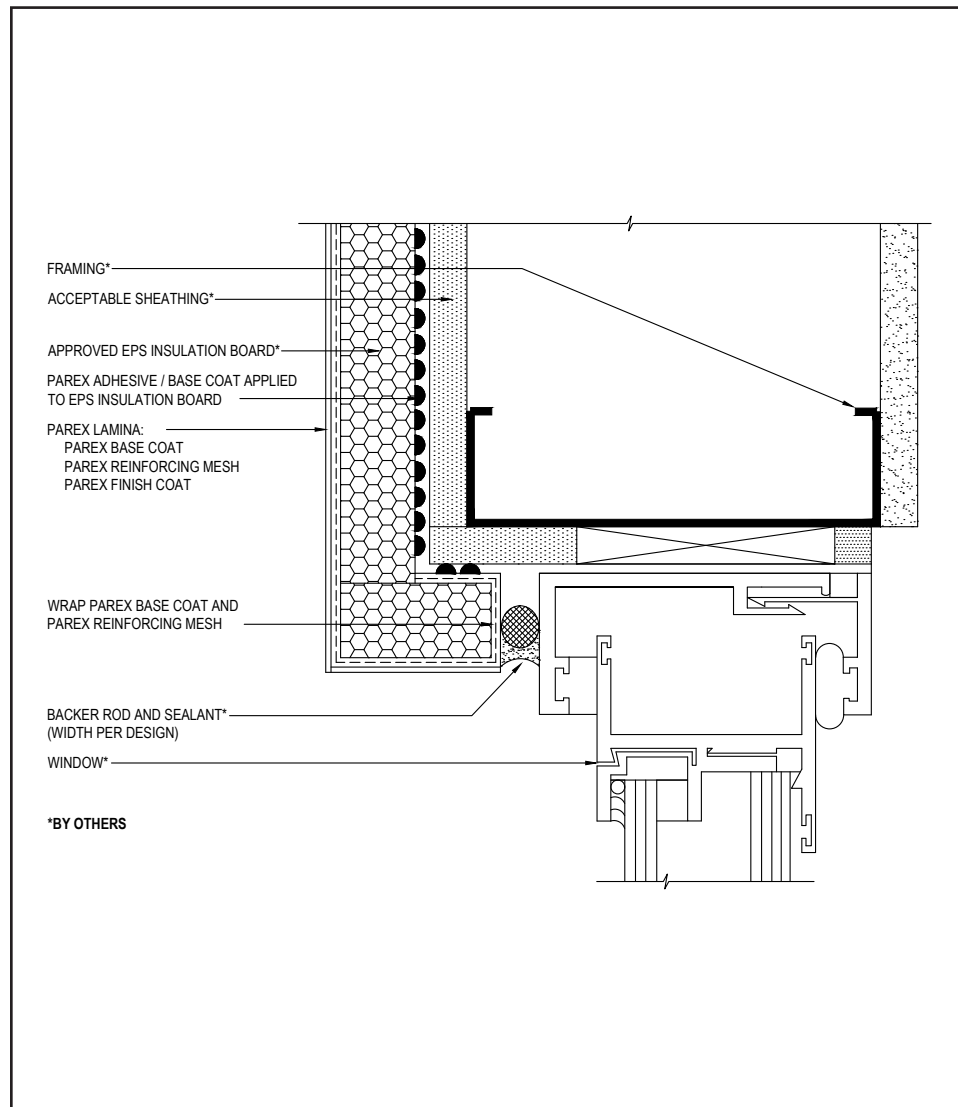 FRAMING*
ACCEPTABLE SHEATHING*
APPROVED EPS INSULATION BOARD*
PAREX ADHESIVE / BASE COAT APPLIED
TO EPS INSULATION BOARD
PAREX LAMINA:
PAREX BASE COAT
PAREX REINFORCING MESH
PAREX FINISH COAT
WRAP PAREX BASE COAT AND
PAREX REINFORCING MESH
BACKER ROD AND SEALANT*
(WIDTH PER DESIGN)
WINDOW*
*BY OTHERS